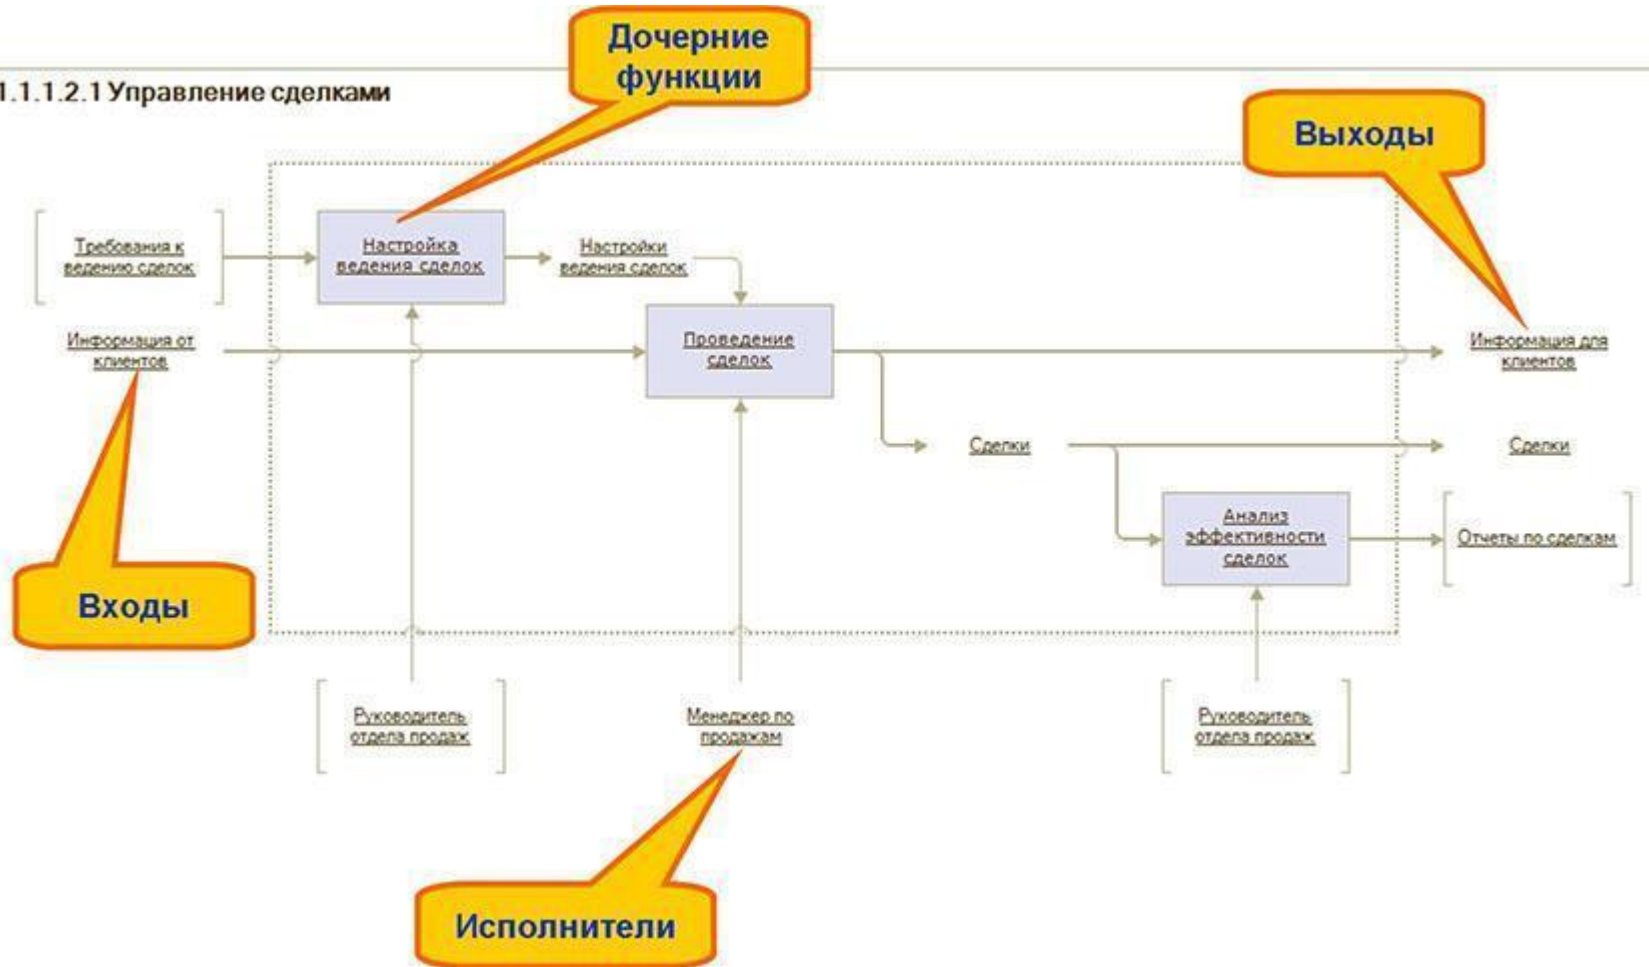 Дочерние
функции
1.1.1.2.1 Управление сделками
Выходы
Требования к
ведению сделок
Настройка
ведения сделок
Настройки
ведения сделок
Информация от
клиентов
Проведение
сделок
Информация для
клиентов
Сделки
Сделки
Анализ
эффективности
сделок
Отчеты по сделкам
Входы
Руководитель
отдела продаж
Менеджер по
продажам
Руководитель
отдела продаж
Исполнители